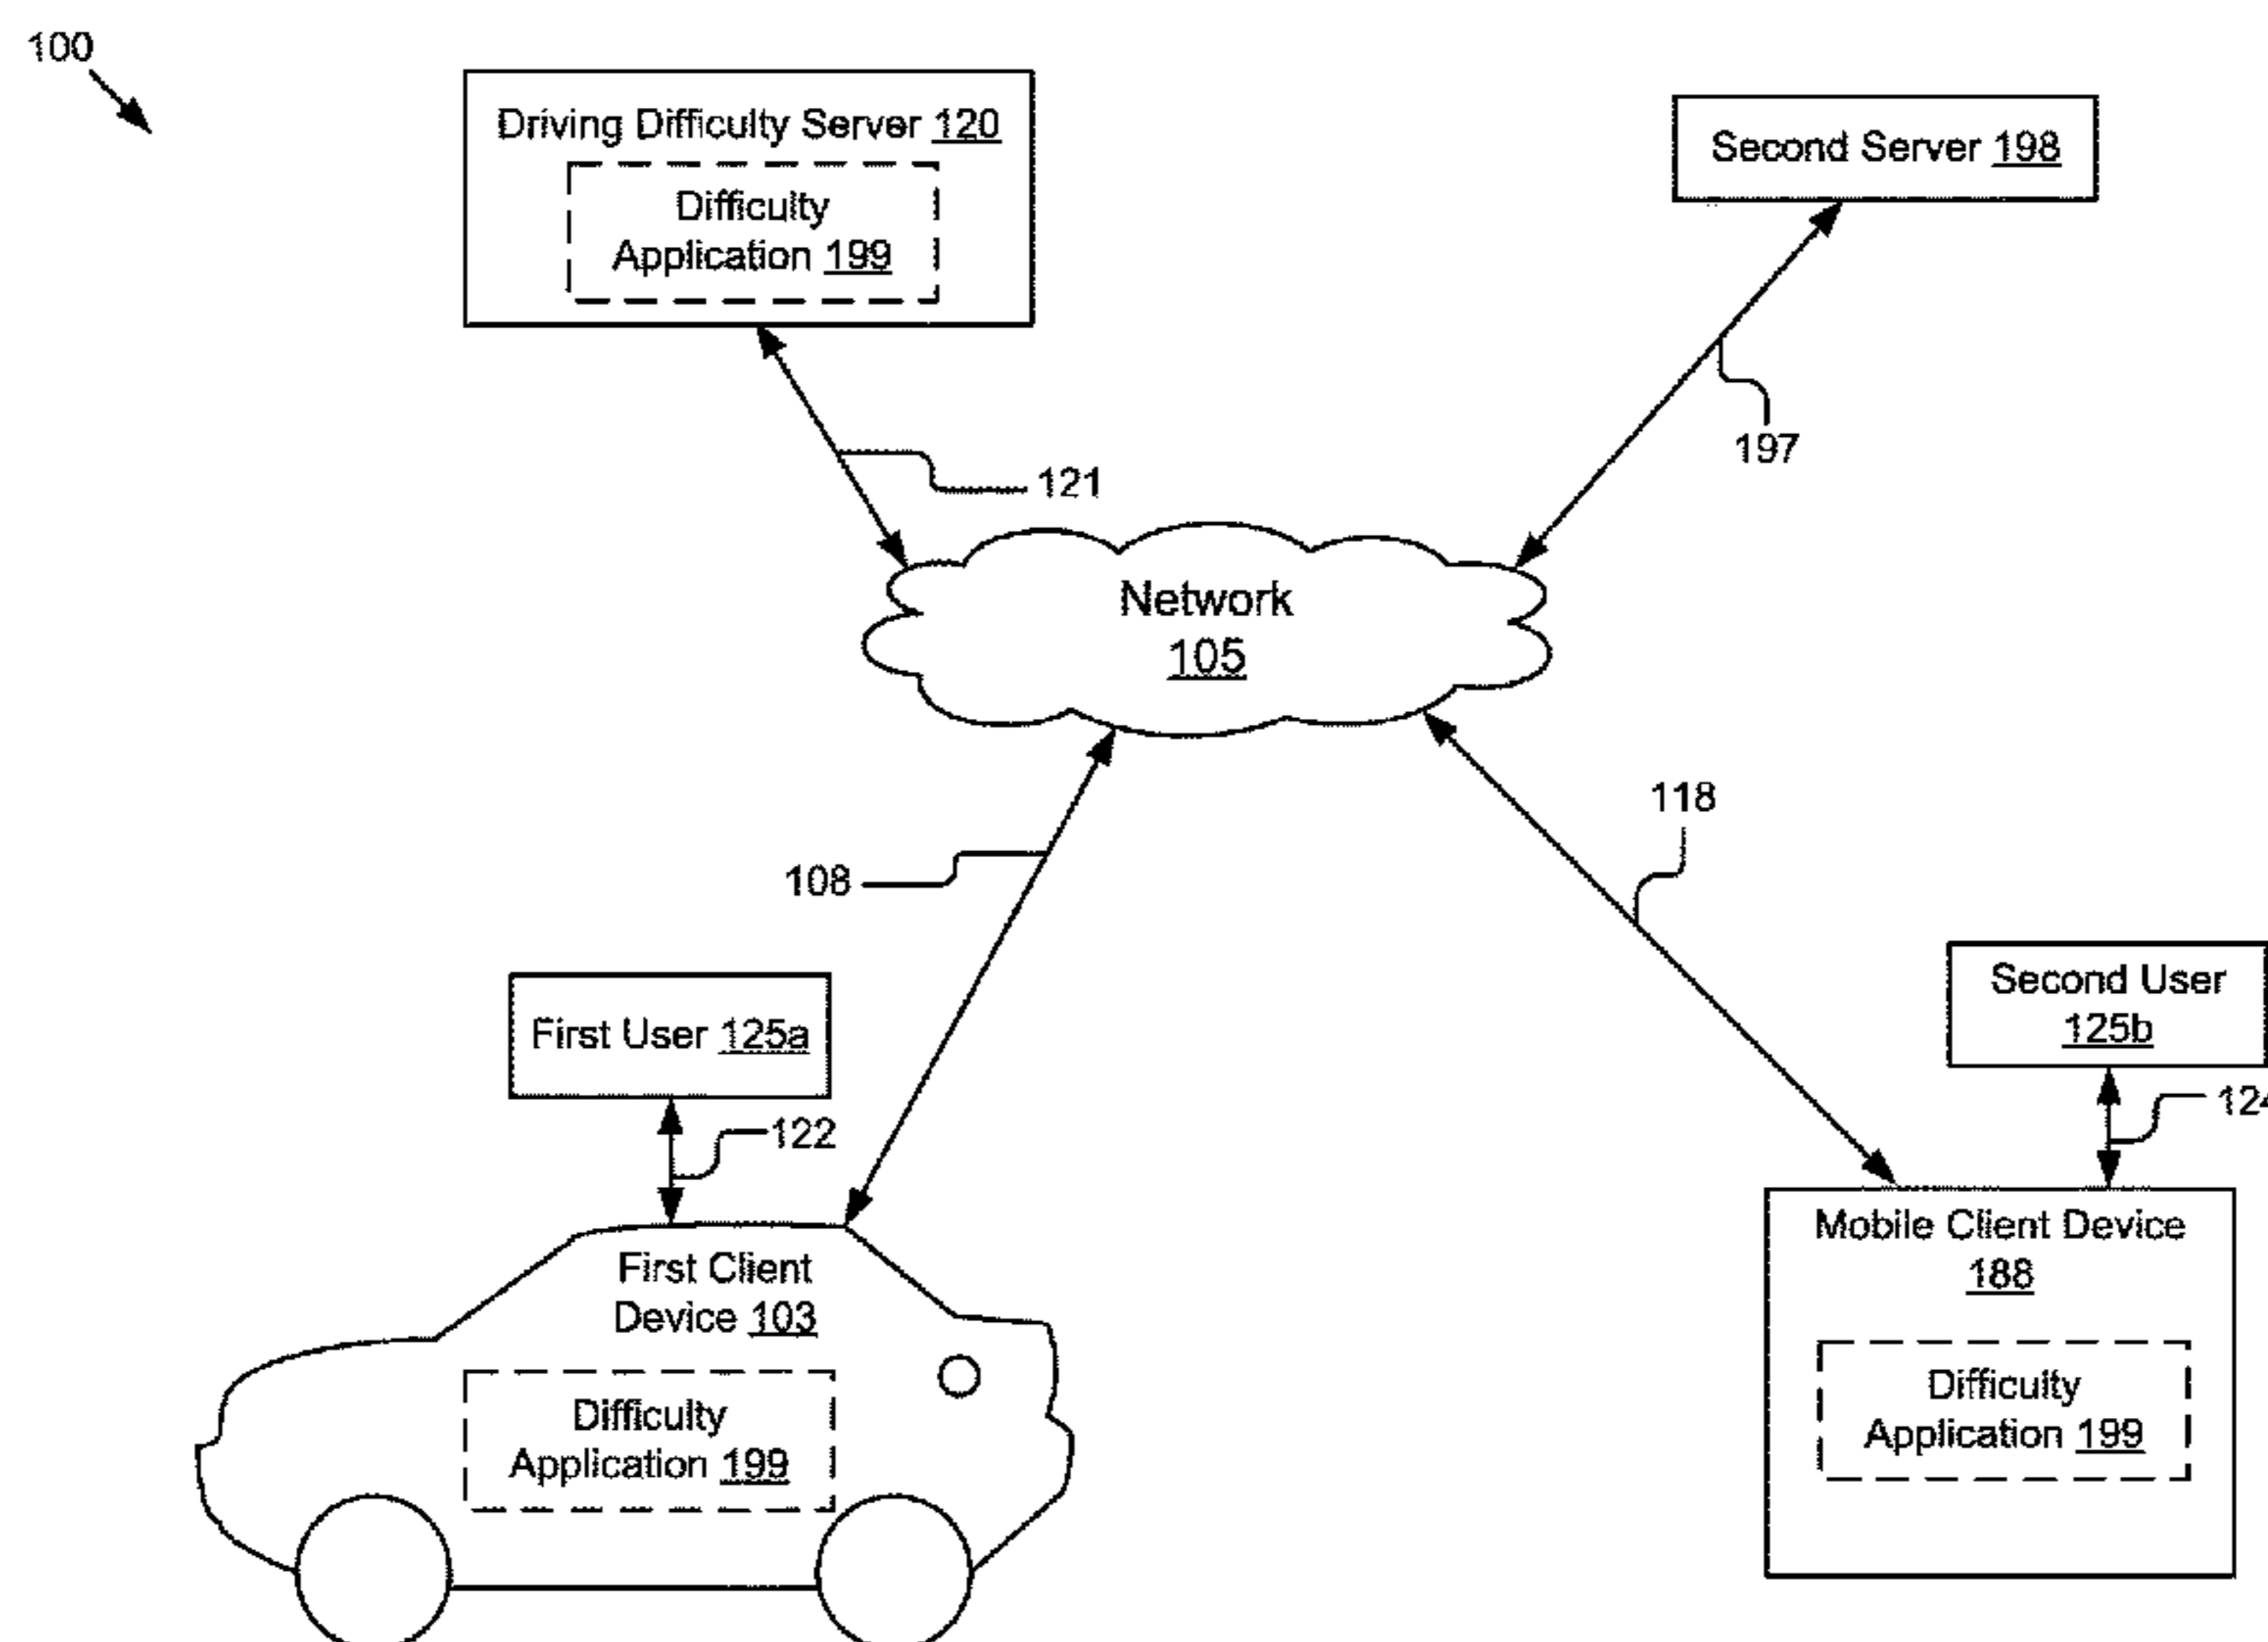 100
Driving Difficulty Server 120
Difficulty
Application 199
Second Server 198
197
121
Network
105
118
108
Second User
125b
First User 125a
124
122
Mobile Client Device
188
First Client
Device 103
Difficulty
Application 199
Difficulty
Application 199